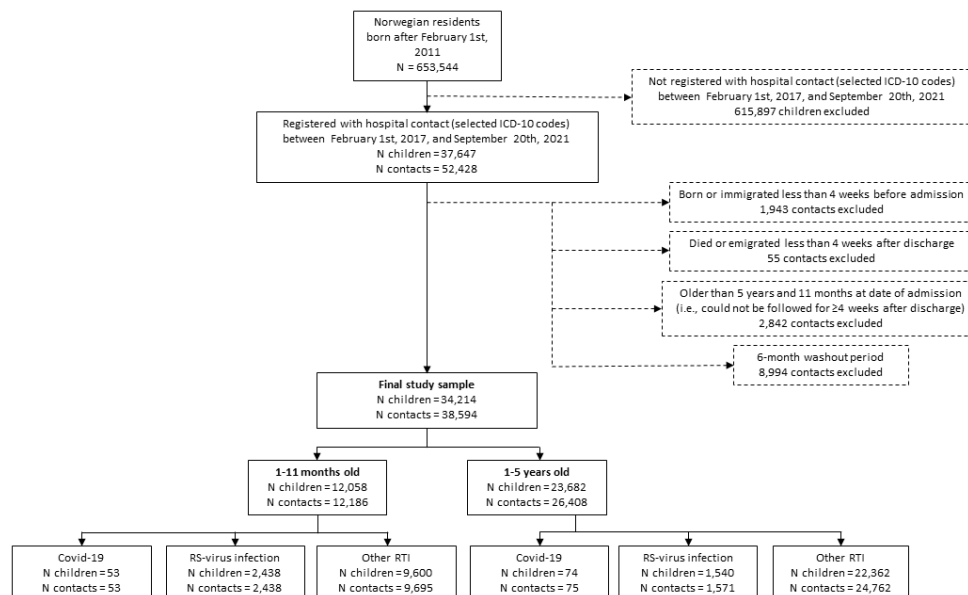 Norwegian residents
born after February 1st,
2011
N = 653,544
Not registered with hospital contact (selected ICD-10 codes)
between February 1st, 2017, and September 20th, 2021
615,897 children excluded
Registered with hospital contact (selected ICD-10 codes)
between February 1st, 2017, and September 20th, 2021
N children = 37,647
N contacts = 52,428
Born or immigrated less than 4 weeks before admission
1,943 contacts excluded
Died or emigrated less than 4 weeks after discharge
55 contacts excluded
Older than 5 years and 11 months at date of admission
(i.e., could not be followed for ≥4 weeks after discharge)
2,842 contacts excluded
6-month washout period
8,994 contacts excluded
Final study sample
N children = 34,214
N contacts = 38,594
1-11 months old
N children = 12,058
N contacts = 12,186
1-5 years old
N children = 23,682
N contacts = 26,408
Covid-19
N children = 53
N contacts = 53
RS-virus infection
N children = 2,438
N contacts = 2,438
Other RTI
N children = 9,600
N contacts = 9,695
Covid-19
N children = 74
N contacts = 75
RS-virus infection
N children = 1,540
N contacts = 1,571
Other RTI
N children = 22,362
N contacts = 24,762